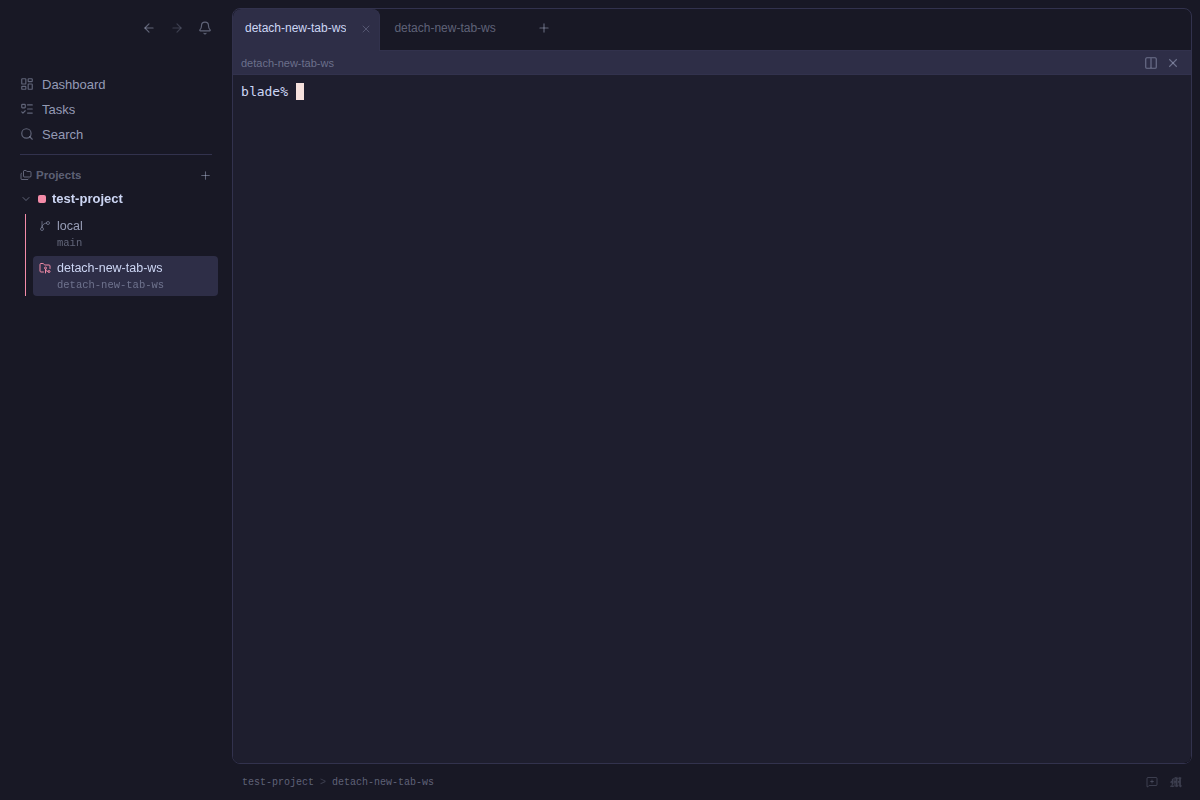 detach-new-tab-ws
detach-new-tab-ws
Dashboard
Tasks
Search
Projects
test-project
local
main
detach-new-tab-ws
detach-new-tab-ws
detach-new-tab-ws
blade%
test-project > detach-new-tab-ws